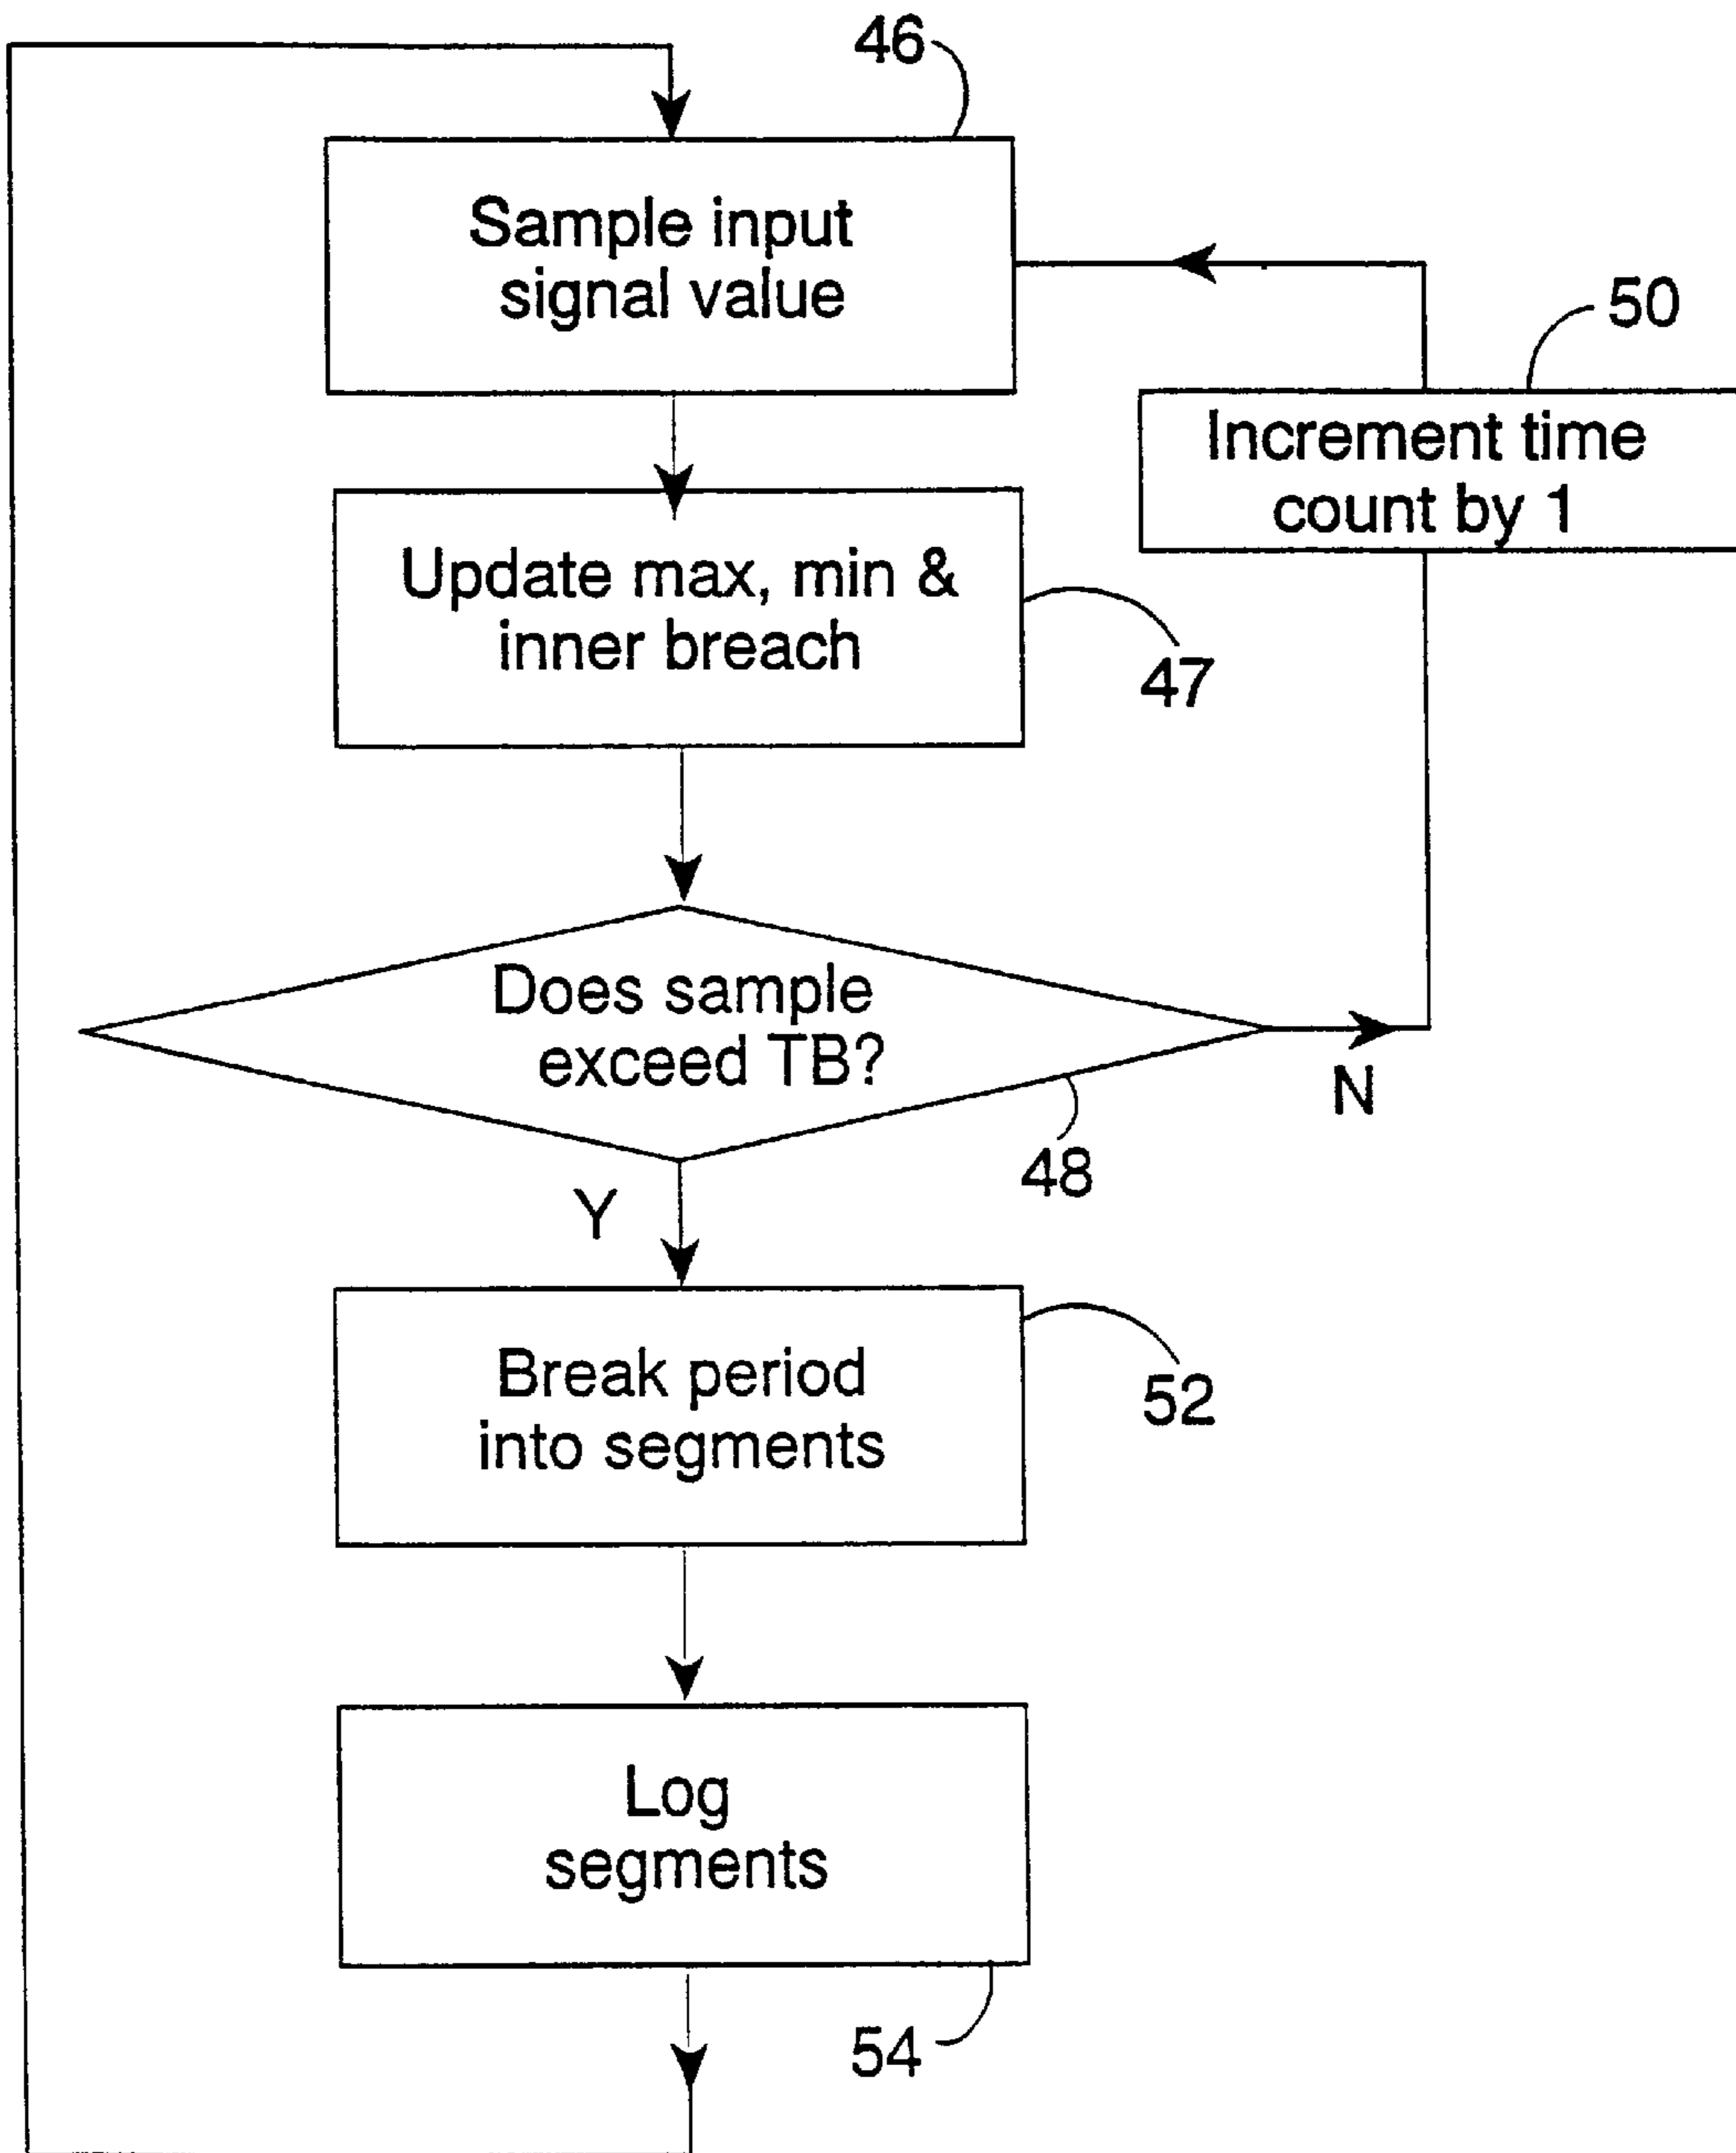 46
Sample input
signal value
50
Increment time
count by 1
Update max, min &
inner breach
47
Does sample
exceed TB?
N
48
Y
Break period
into segments
52
Log
segments
54